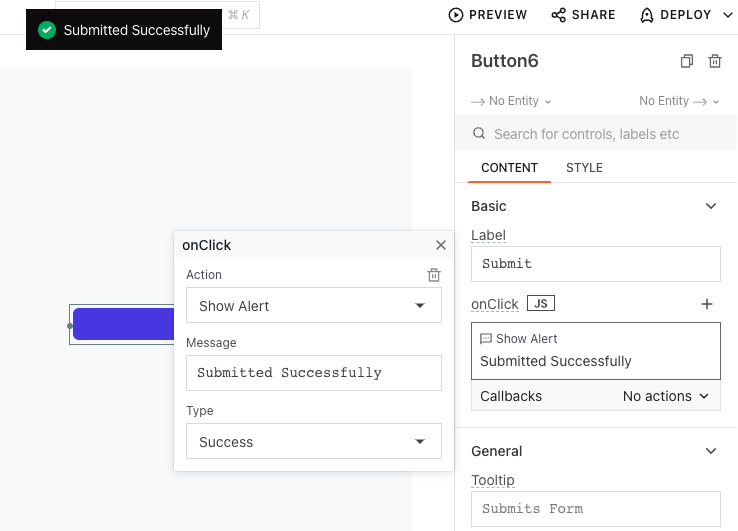 Submitted Successfully
⌘ K
PREVIEW
SHARE
DEPLOY
Button6
No Entity
No Entity
Search for controls, labels etc
CONTENT
STYLE
Basic
Label
Submit
onClick
JS
Show Alert
Submitted Successfully
Callbacks
No actions
General
Tooltip
Submits Form
onClick
Action
Show Alert
Message
Submitted Successfully
Type
Success